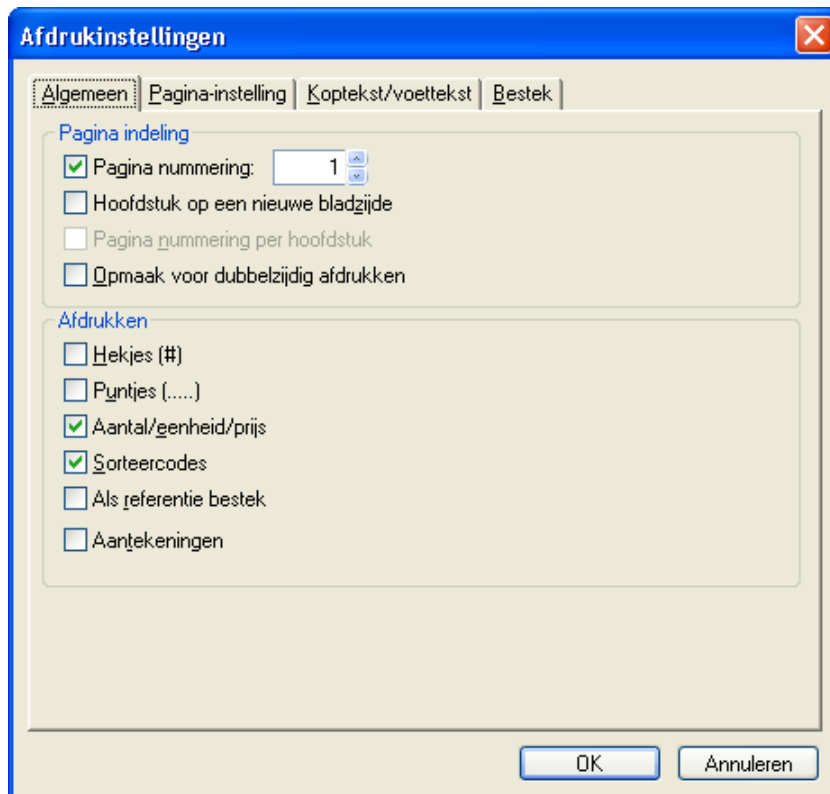 Afdrukinstellingen
Algemeen Pagina-instelling Koptekst/voettekst Bestek
Pagina indeling
Pagina nummering: 1
Hoofdstuk op een nieuwe bladzijde
Pagina nummering per hoofdstuk
Opmaak voor dubbelzijdig afdrukken
Afdrukken
Hekjes (#)
Puntjes (.....)
Aantal/eenheid/prijs
Sorteercodes
Als referentie bestek
Aantekeningen
OK Annuleren